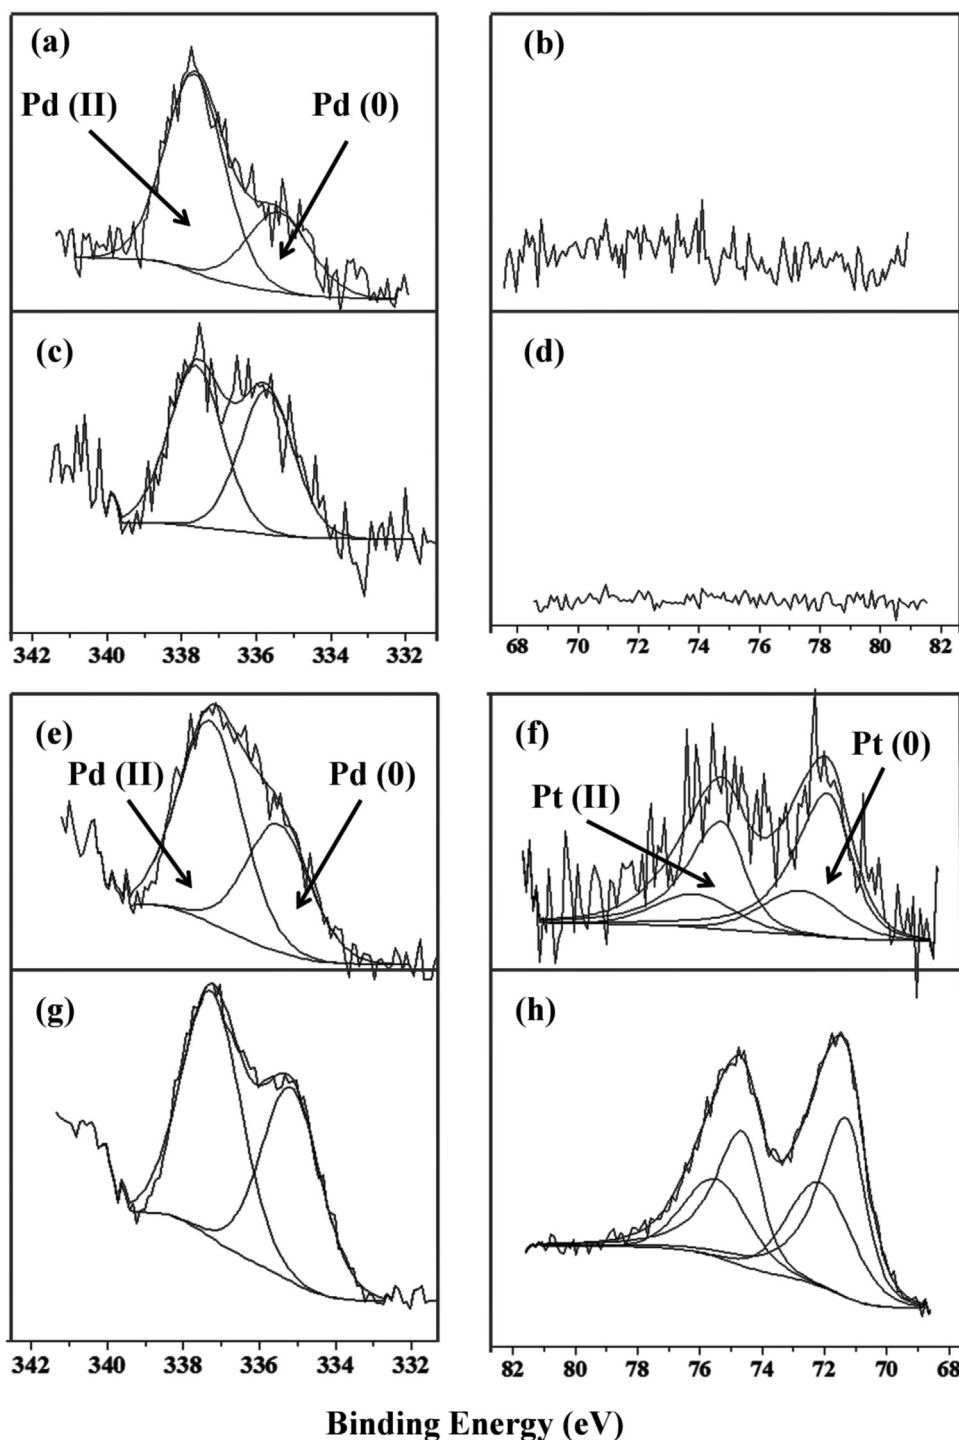 (a)
Pd (II)
Pd (0)
(b)
(c)
(d)
342 340 338 336 334 332
68 70 72 74 76 78 80 82
(e)
Pd (II)
Pd (0)
(f)
Pt (0)
Pt (II)
(g)
(h)
342 340 338 336 334 332
82 80 78 76 74 72 70 68
Binding Energy (eV)